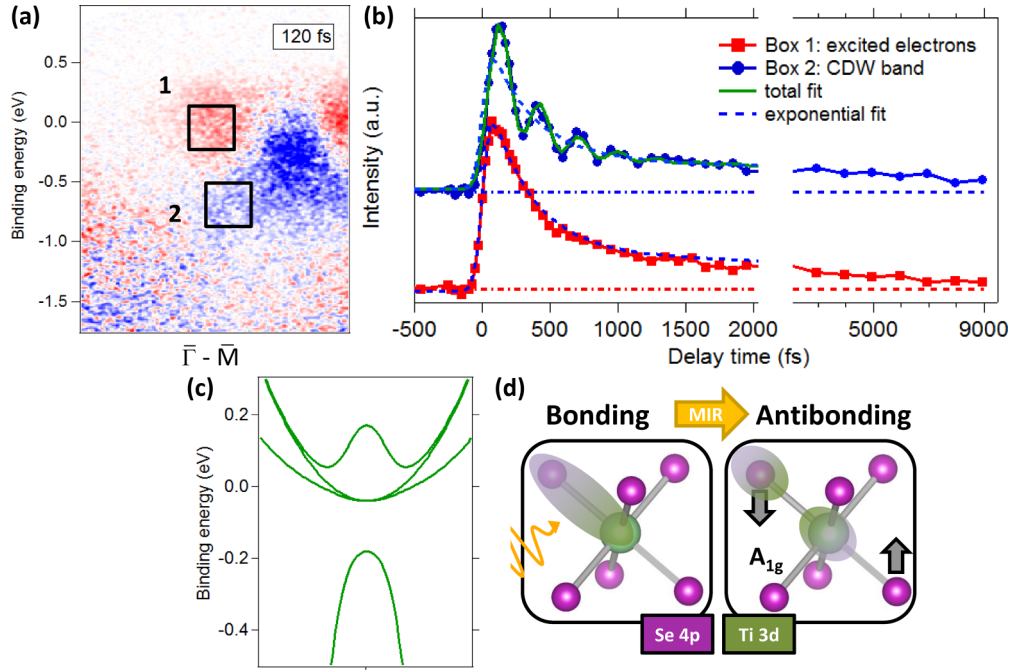 (a)
120 fs
1
2
0.5
0.0
-0.5
-1.0
-1.5
Binding energy (eV)
Γ̄ - M̄
(b)
Box 1: excited electrons
Box 2: CDW band
total fit
exponential fit
Intensity (a.u.)
-500 0 500 1000 1500 2000 5000 9000
Delay time (fs)
(c)
0.2
0.0
-0.2
-0.4
Binding energy (eV)
(d)
Bonding MIR Antibonding
A1g
Se 4p Ti 3d